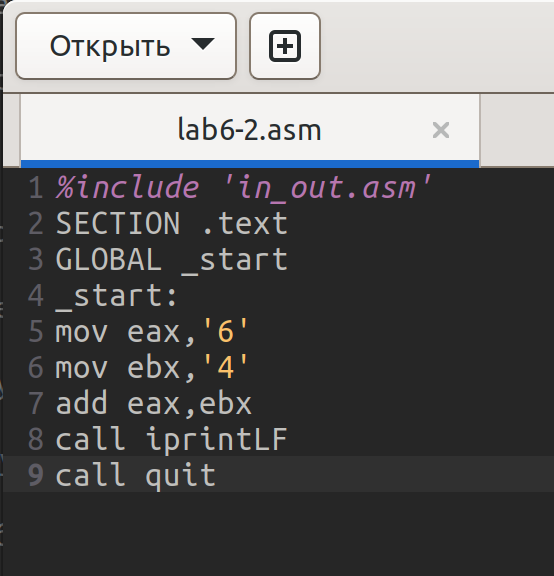 Открыть
lab6-2.asm
1 %include 'in_out.asm'
2 SECTION .text
3 GLOBAL _start
4 _start:
5 mov eax,'6'
6 mov ebx,'4'
7 add eax,ebx
8 call iprintLF
9 call quit